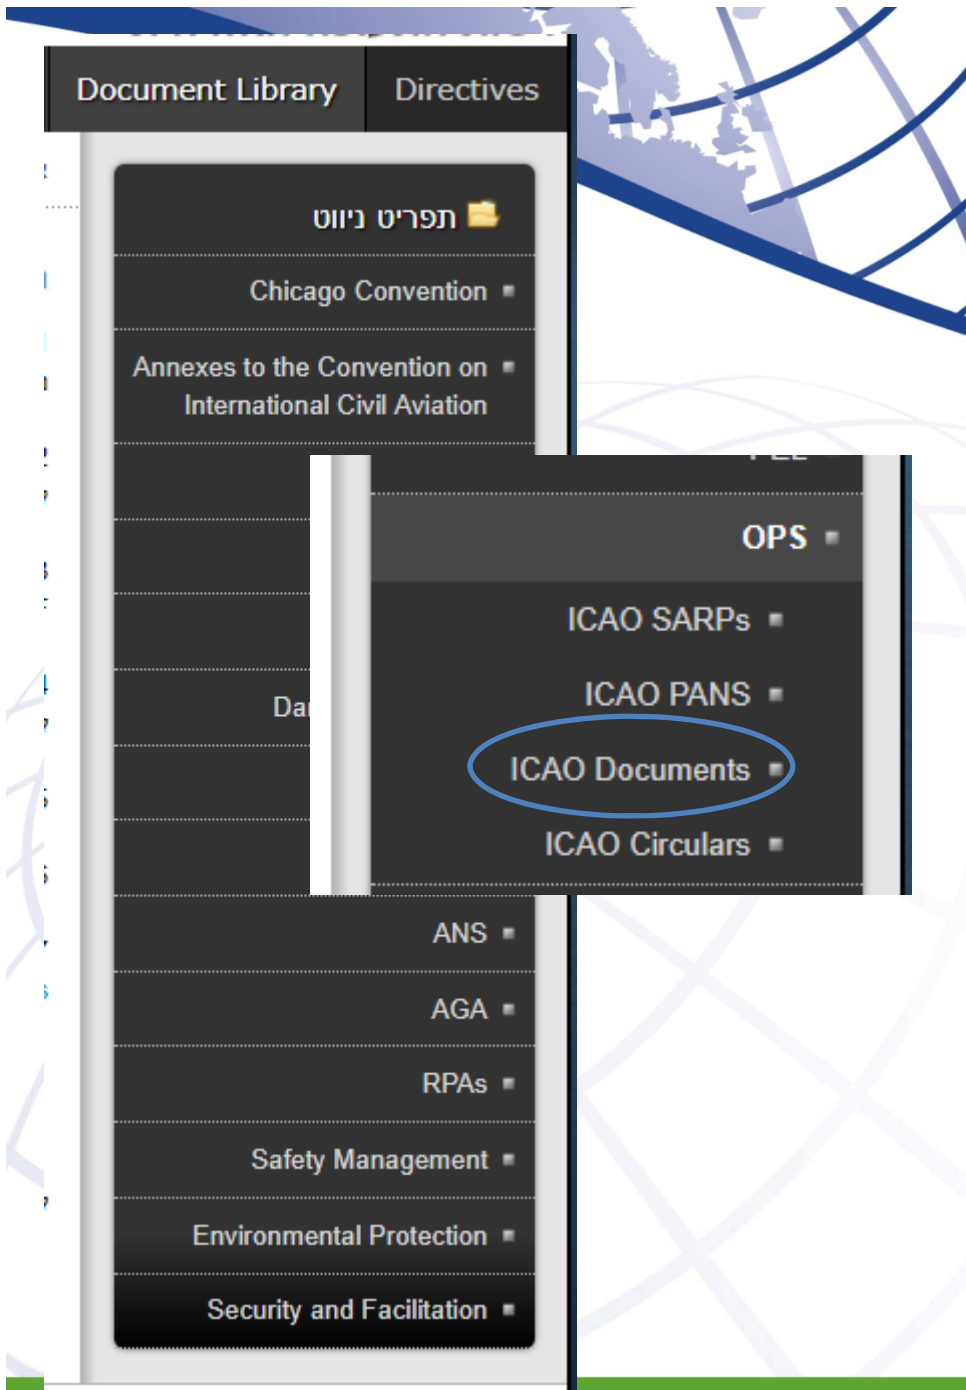 Document Library
Directives
תפריט ניווט
Chicago Convention
Annexes to the Convention on
International Civil Aviation
OPS
ICAO SARPs
ICAO PANS
ICAO Documents
ICAO Circulars
ANS
AGA
RPAs
Safety Management
Environmental Protection
Security and Facilitation